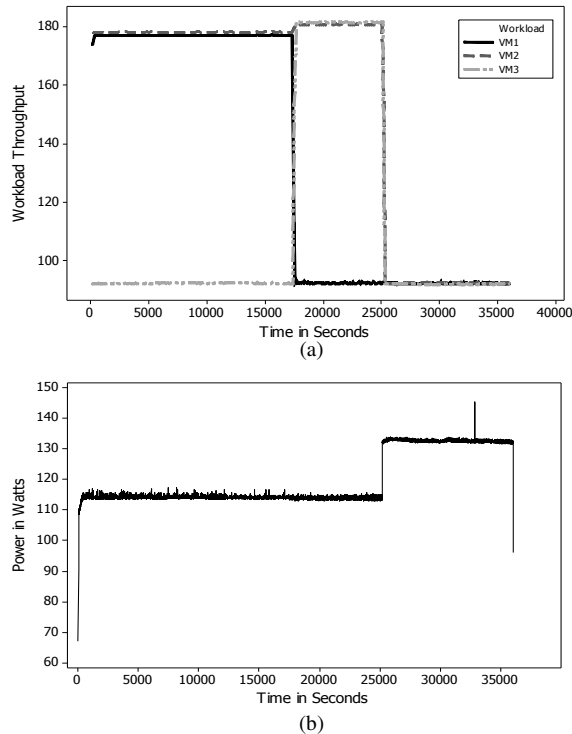 180
160
140
120
100
Workload Throughput
Workload
VM1
VM2
VM3
0 5000 10000 15000 20000 25000 30000 35000 40000
Time in Seconds
(a)
150
140
130
120
110
100
90
80
70
60
Power in Watts
0 5000 10000 15000 20000 25000 30000 35000
Time in Seconds
(b)